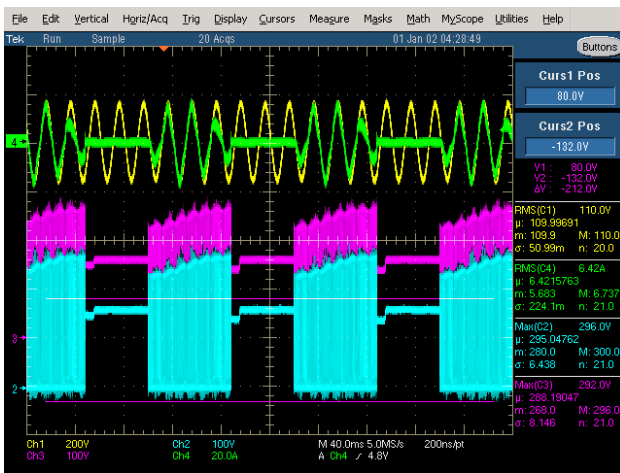 File Edit Vertical Horiz/Acq Trig Display Cursors Measure Masks Math MyScope Utilities Help
Tek Run Sample 20 Acqs 01 Jan 02 04:28:49
Buttons
Curs1 Pos
80.0V
Curs2 Pos
-132.0V
V1: 80.0V
V2: -132.0V
ΔV: -212.0V
RMS(C1) 110.0V
µ: 109.99691
m: 109.9 M: 110.0
σ: 50.99m n: 20.0
RMS(C4) 6.42A
µ: 6.4215763
m: 5.683 M: 6.737
σ: 224.1m n: 21.0
Max(C2) 296.0V
µ: 295.04762
m: 280.0 M: 300.0
σ: 6.438 n: 21.0
Max(C3) 292.0V
µ: 288.19047
m: 268.0 M: 296.0
σ: 8.146 n: 21.0
4
3
2
Ch1 200V Ch2 100V M 40.0ms 5.0MS/s 200ns/pt
Ch3 100V Ch4 20.0A A Ch4 ⁄ 4.8V